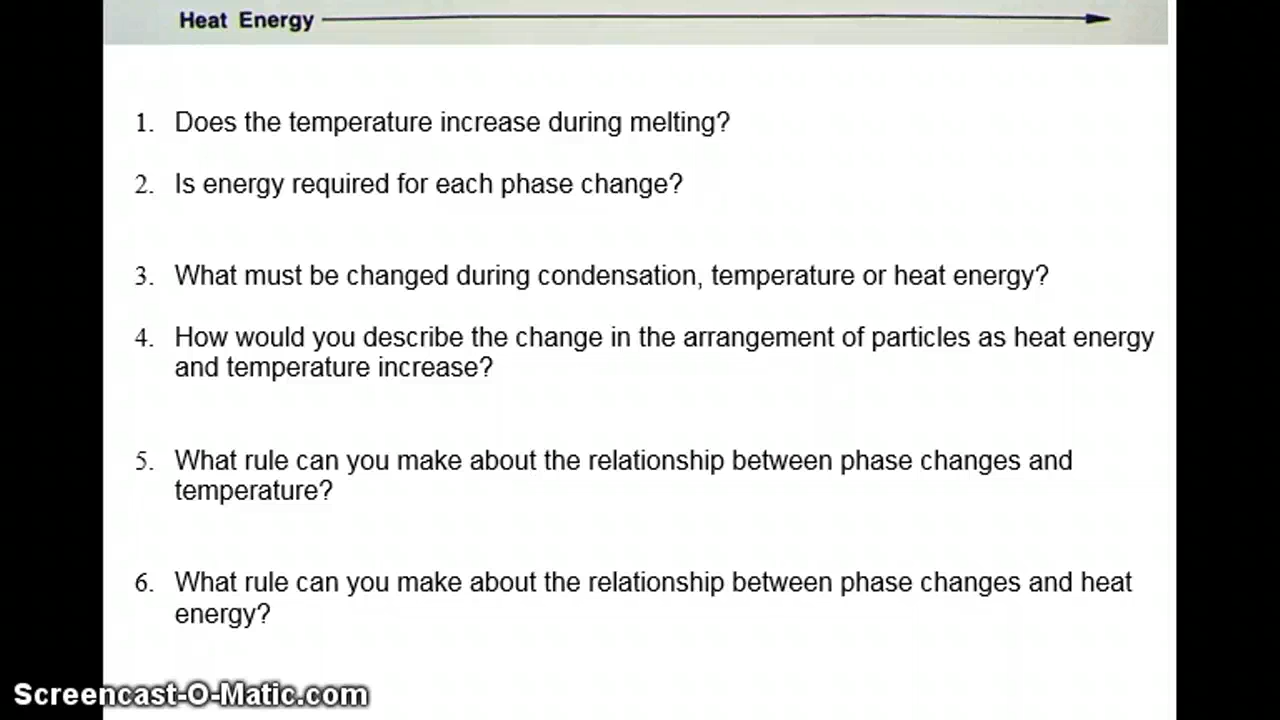 Heat Energy
1. Does the temperature increase during melting?
2. Is energy required for each phase change?
3. What must be changed during condensation, temperature or heat energy?
4. How would you describe the change in the arrangement of particles as heat energy
and temperature increase?
5. What rule can you make about the relationship between phase changes and
temperature?
6. What rule can you make about the relationship between phase changes and heat
energy?
Screencast-O-Matic.com